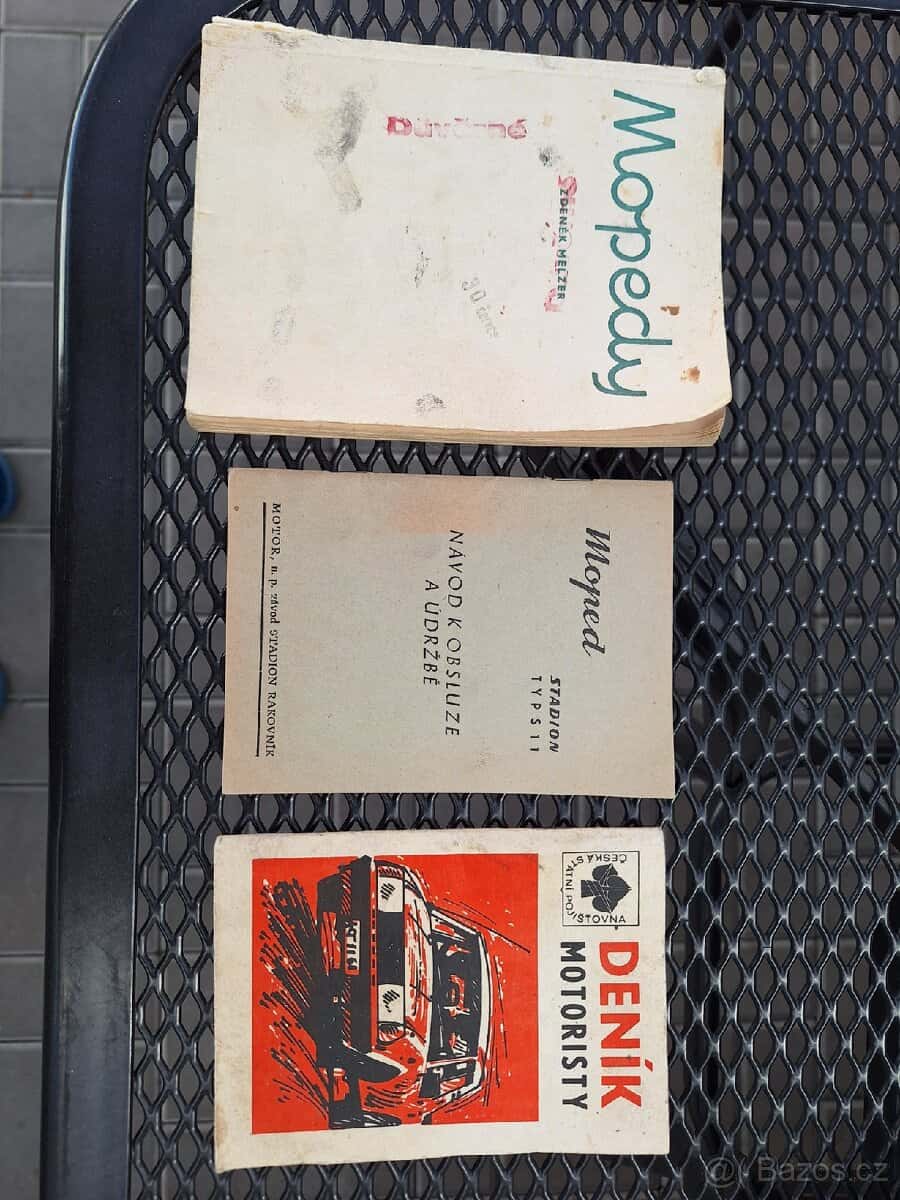 Mopedy
ZDENĚK MELZER
Důvěrné
30
Moped
STADION
TYP S 11
NÁVOD K OBSLUZE
A ÚDRŽBĚ
MOTOR, n. p. závod STADION RAKOVNÍK
ČESKÁ STÁTNÍ POJIŠŤOVNA
DENÍK
MOTORISTY
@ Bazos.cz